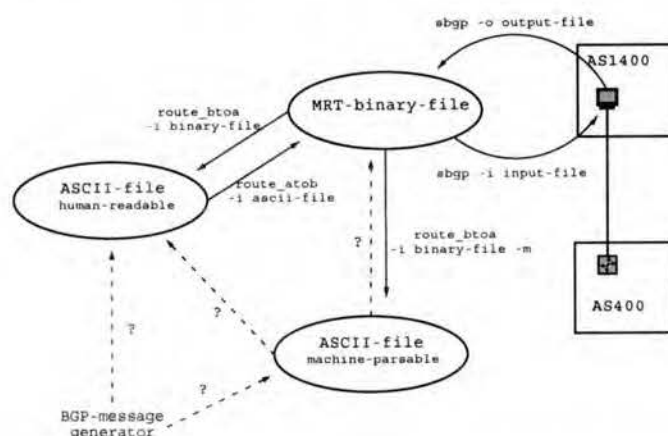 sbgp -o output-file
AS1400
MRT-binary-file
route_btoa
-i binary-file
sbgp -i input-file
ASCII-file
human-readable
route_atob
-i ascii-file
?
route_btoa
-i binary-file -m
AS400
?
?
ASCII-file
machine-parsable
?
BGP-message
generator